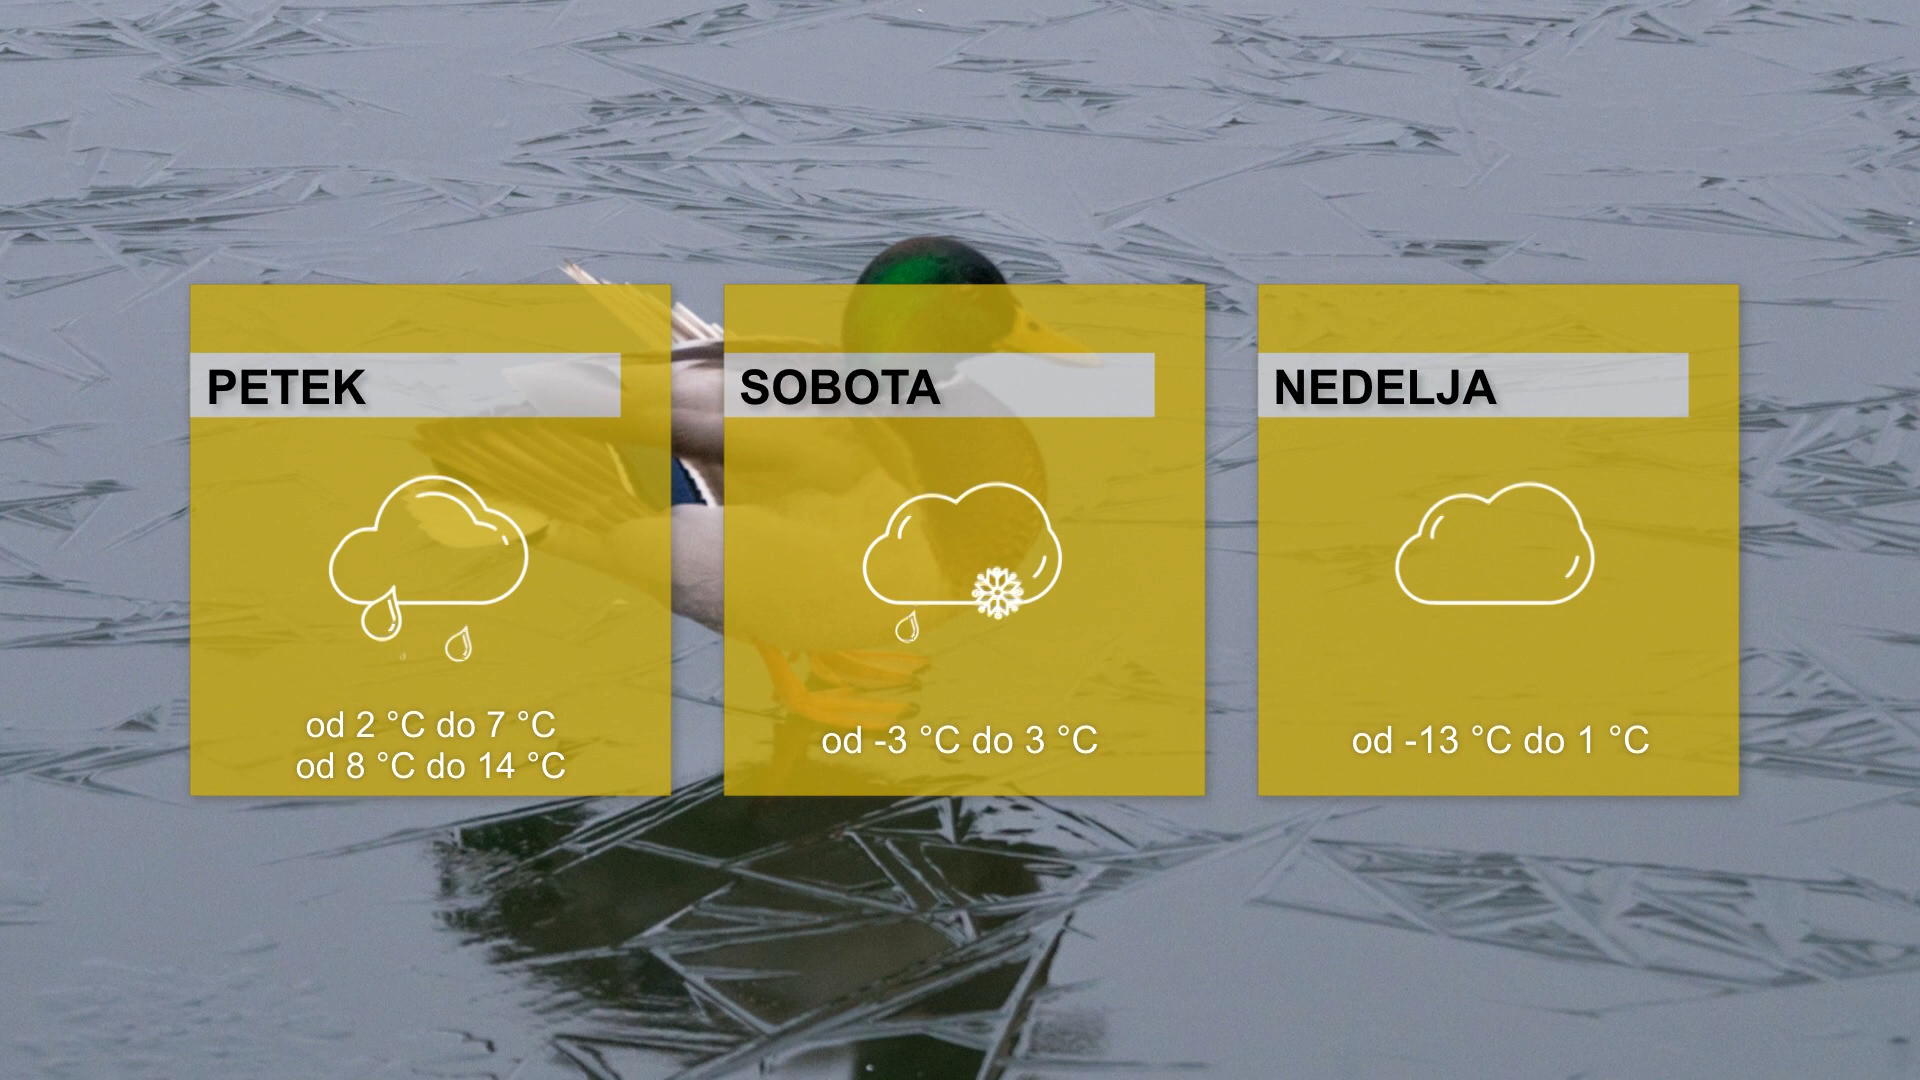 PETEK
od 2 °C do 7 °C
od 8 °C do 14 °C
SOBOTA
od -3 °C do 3 °C
NEDELJA
od -13 °C do 1 °C